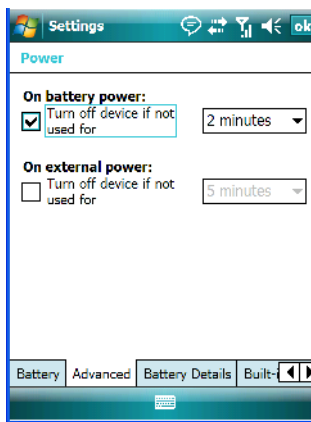 Settings
ok
Power
On battery power:
Turn off device if not
used for
2 minutes
On external power:
Turn off device if not
used for
5 minutes
Battery
Advanced
Battery Details
Built-i